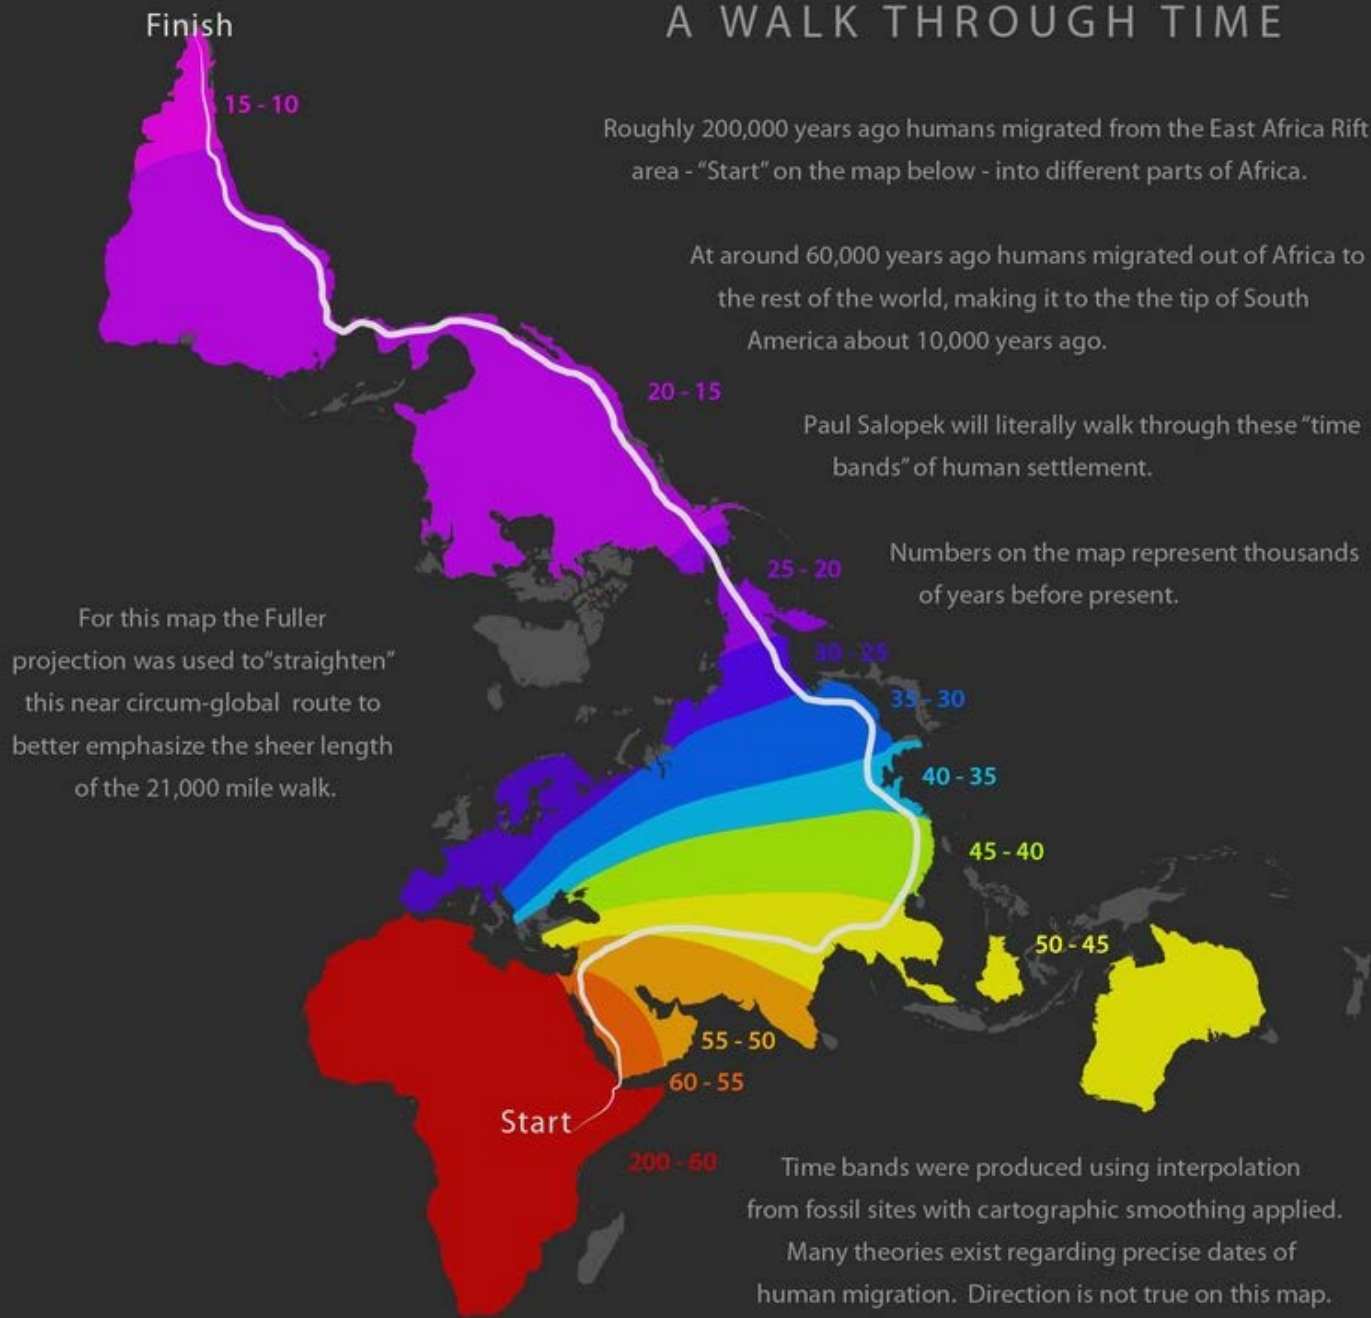 Finish
A WALK THROUGH TIME
15 - 10
Roughly 200,000 years ago humans migrated from the East Africa Rift
area - “Start” on the map below - into different parts of Africa.
At around 60,000 years ago humans migrated out of Africa to
the rest of the world, making it to the the tip of South
America about 10,000 years ago.
20 - 15
Paul Salopek will literally walk through these “time
bands” of human settlement.
Numbers on the map represent thousands
of years before present.
25 - 20
For this map the Fuller
projection was used to“straighten”
this near circum-global route to
better emphasize the sheer length
of the 21,000 mile walk.
30 - 25
35 - 30
40 - 35
45 - 40
50 - 45
55 - 50
60 - 55
Start
200 - 60
Time bands were produced using interpolation
from fossil sites with cartographic smoothing applied.
Many theories exist regarding precise dates of
human migration. Direction is not true on this map.